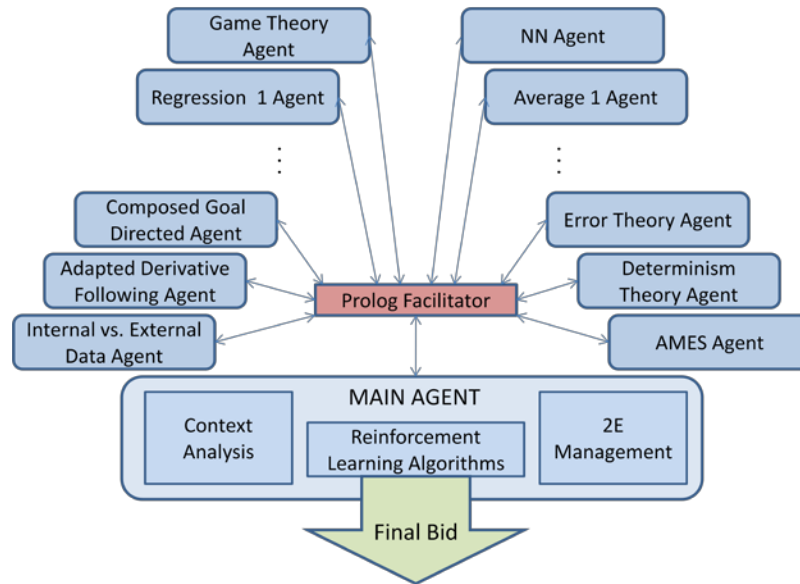 Game Theory
Agent
NN Agent
Regression 1 Agent
Average 1 Agent
Composed Goal
Directed Agent
Error Theory Agent
Adapted Derivative
Following Agent
Determinism
Theory Agent
Prolog Facilitator
Internal vs. External
Data Agent
AMES Agent
MAIN AGENT
Context
Analysis
Reinforcement
Learning Algorithms
2E
Management
Final Bid